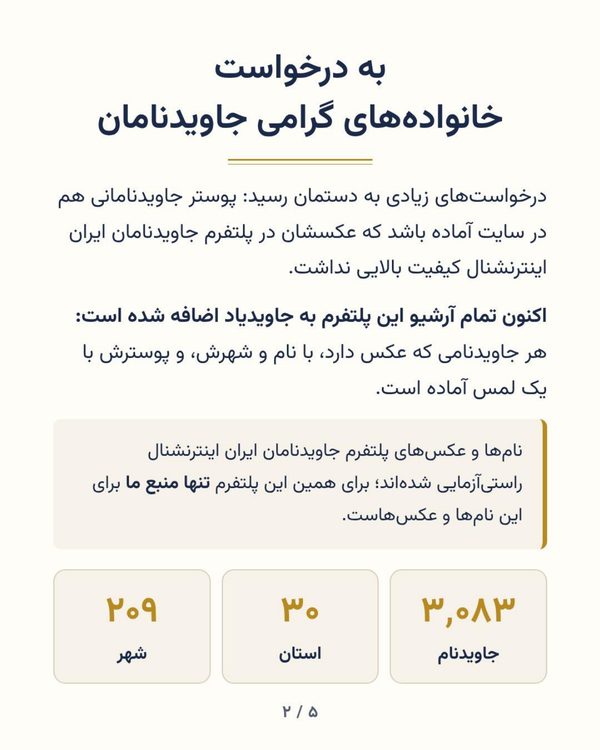 به درخواست
خانواده‌های گرامی جاویدنامان
درخواست‌های زیادی به دستمان رسید: پوستر جاویدنامانی هم
در سایت آماده باشد که عکسشان در پلتفرم جاویدنامان ایران
اینترنشنال کیفیت بالایی نداشت.
اکنون تمام آرشیو این پلتفرم به جاویدیاد اضافه شده است:
هر جاویدنامی که عکس دارد، با نام و شهرش، و پوسترش با
یک لمس آماده است.
نام‌ها و عکس‌های پلتفرم جاویدنامان ایران اینترنشنال
راستی‌آزمایی شده‌اند؛ برای همین این پلتفرم تنها منبع ما برای
این نام‌ها و عکس‌هاست.
۳,۰۸۳
جاویدنام
۳۰
استان
۲۰۹
شهر
۲ / ۵